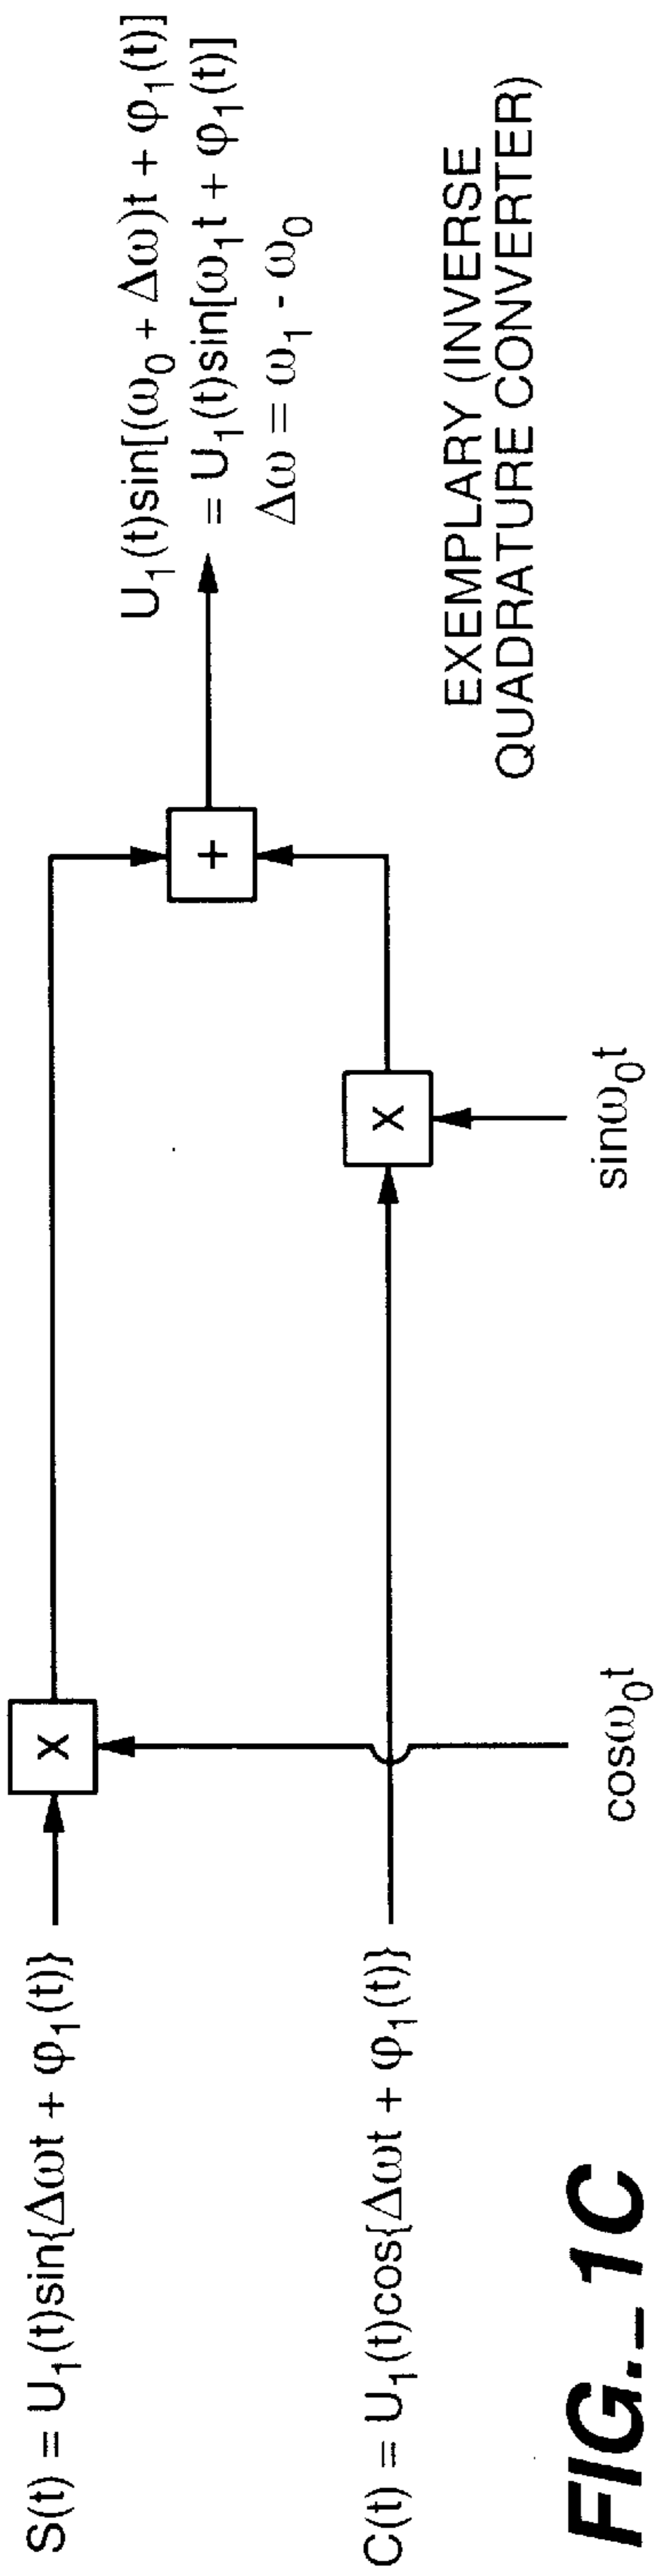 S(t) = U₁(t)sin{Δωt + φ₁(t)}
X
+
U₁(t)sin[(ω₀ + Δω)t + φ₁(t)]
= U₁(t)sin[ω₁t + φ₁(t)]
Δω = ω₁ - ω₀
C(t) = U₁(t)cos{Δωt + φ₁(t)}
X
cosω₀t
sinω₀t
EXEMPLARY (INVERSE
QUADRATURE CONVERTER)
FIG._1C